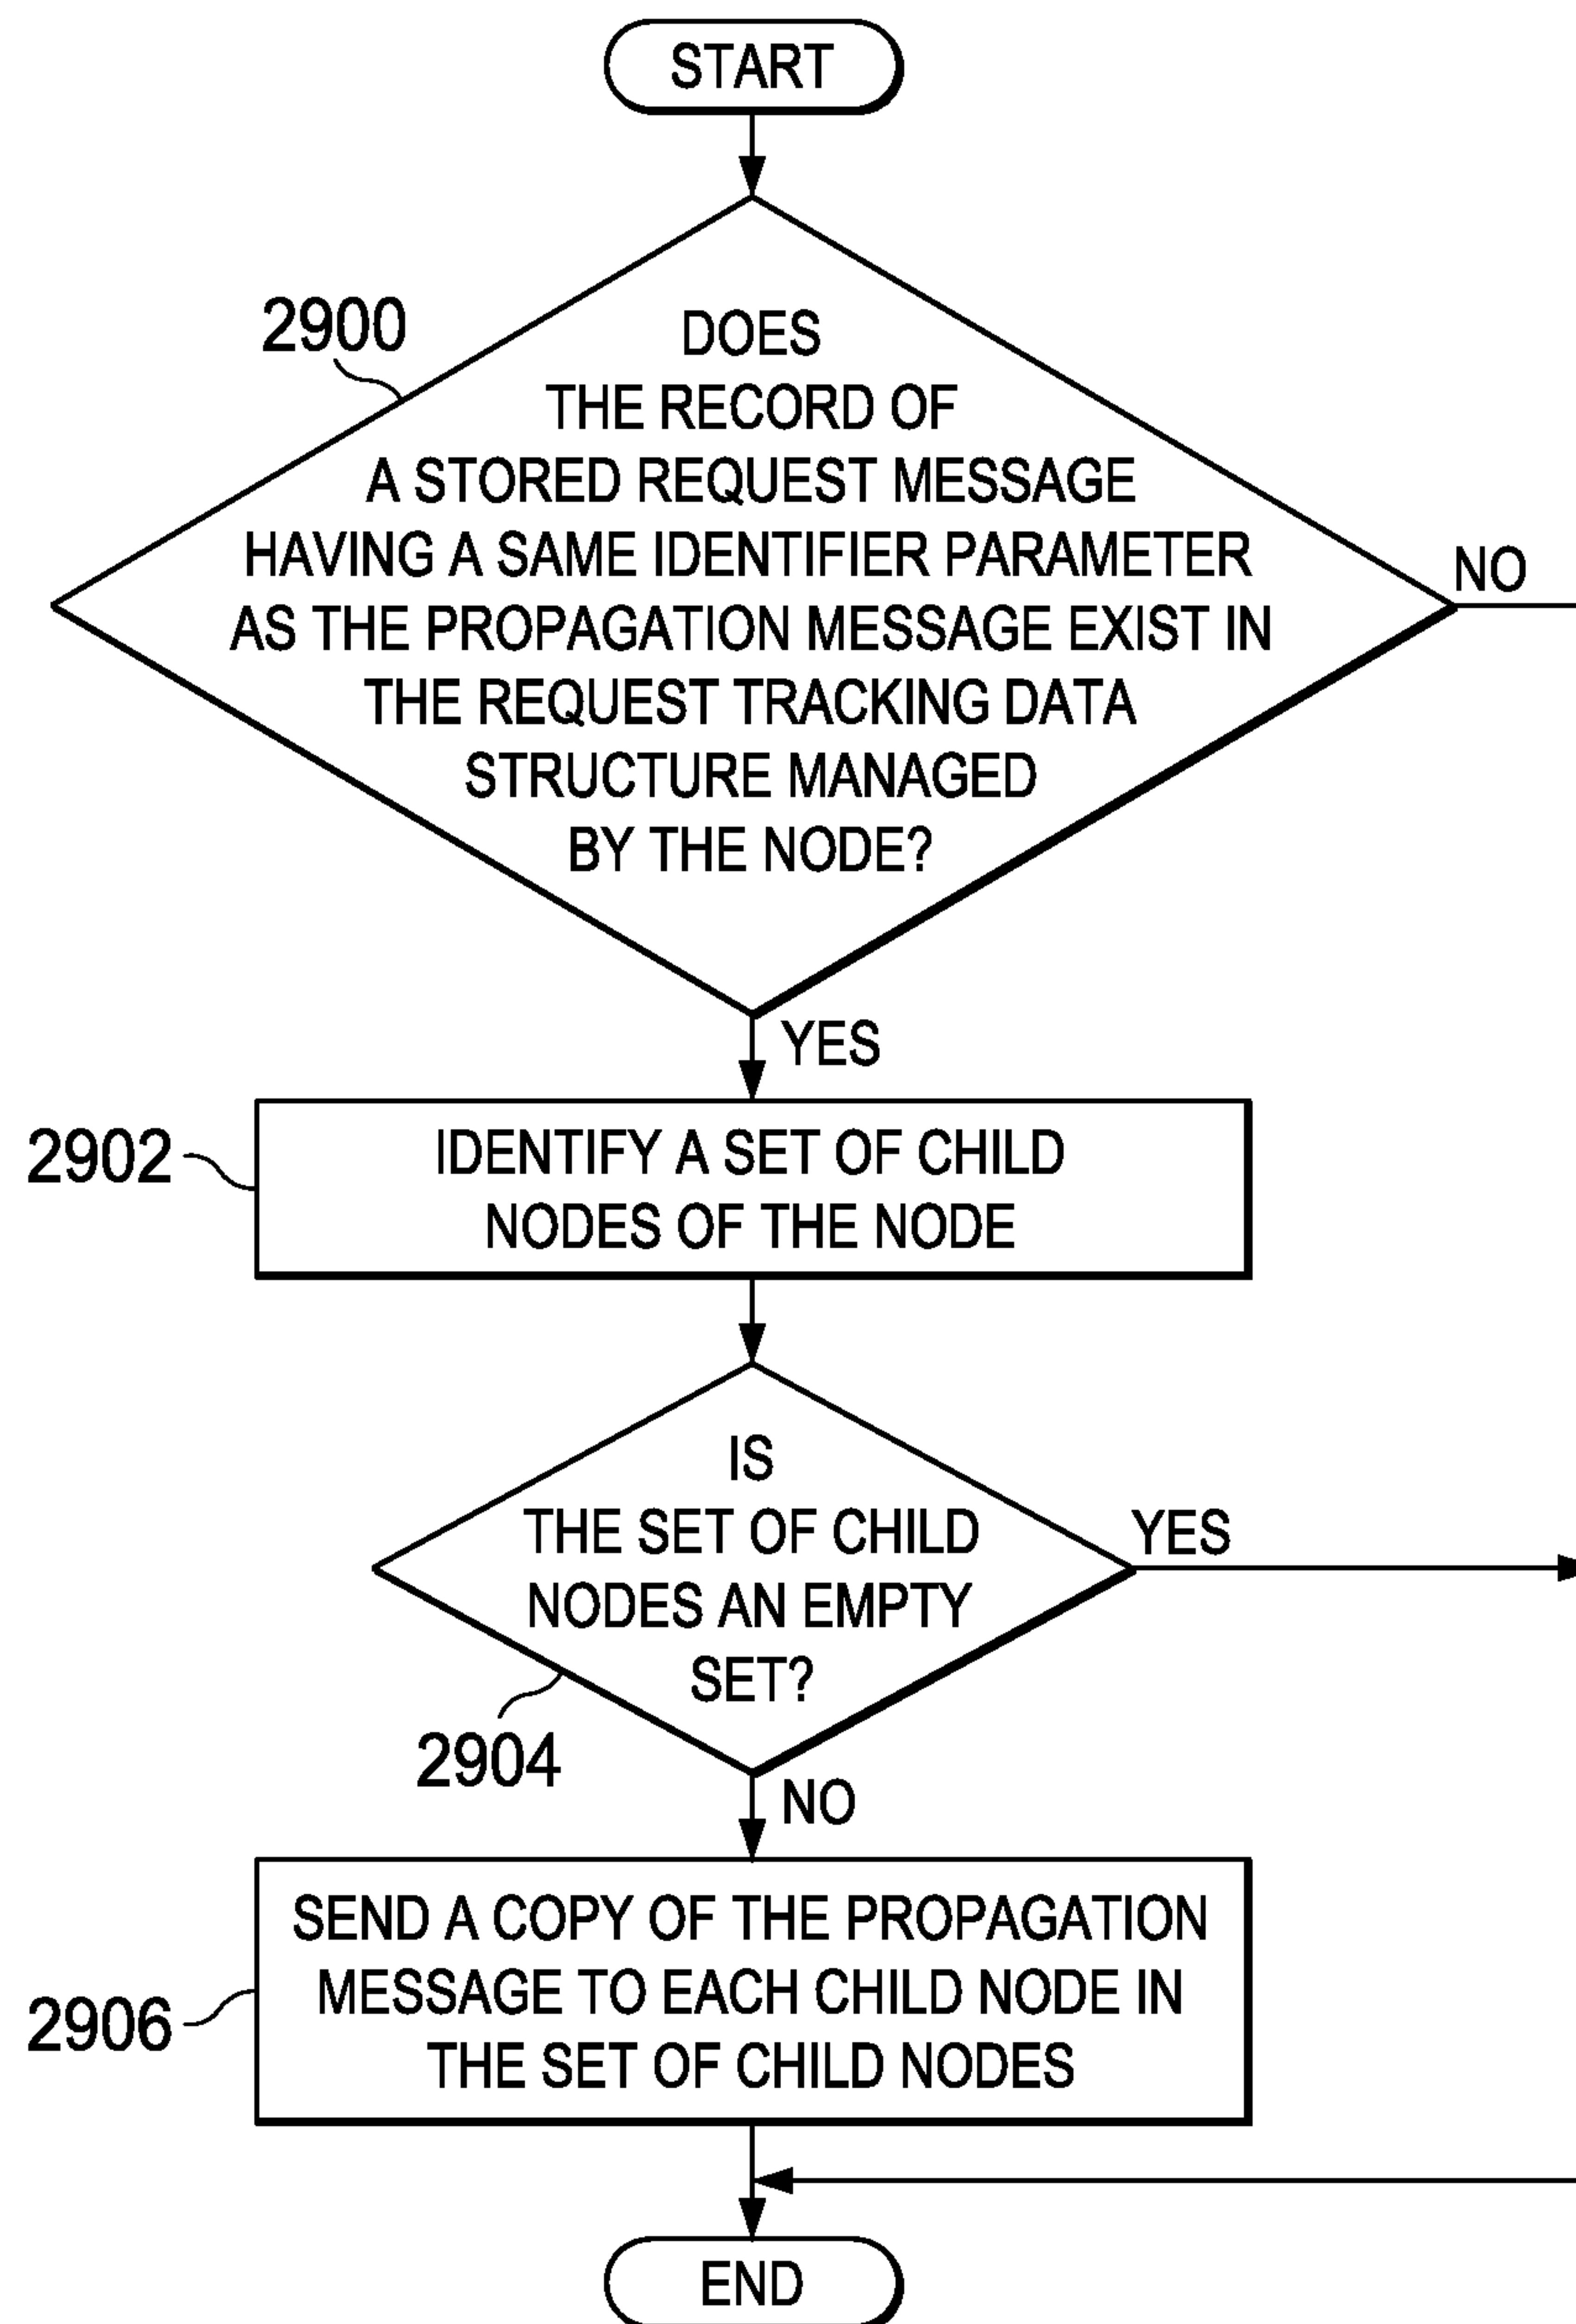 START
2900
DOES
THE RECORD OF
A STORED REQUEST MESSAGE
HAVING A SAME IDENTIFIER PARAMETER
AS THE PROPAGATION MESSAGE EXIST IN
THE REQUEST TRACKING DATA
STRUCTURE MANAGED
BY THE NODE?
NO
YES
2902
IDENTIFY A SET OF CHILD
NODES OF THE NODE
IS
THE SET OF CHILD
NODES AN EMPTY
SET?
YES
2904
NO
SEND A COPY OF THE PROPAGATION
MESSAGE TO EACH CHILD NODE IN
THE SET OF CHILD NODES
2906
END